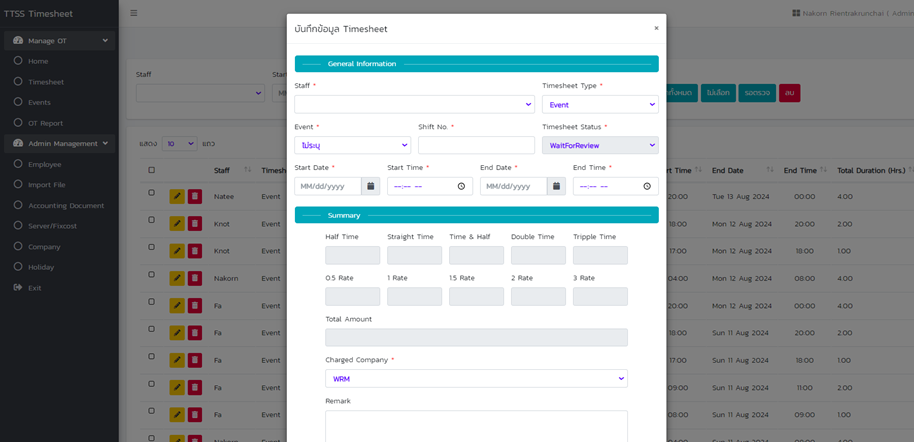 TTSS Timesheet
Manage OT
Home
Timesheet
Events
OT Report
Admin Management
Employee
Import File
Accounting Document
Server/Fixcost
Company
Holiday
Exit
Nakorn Rientrakrunchai ( Admin
Staff
ไม่ปลอก
รอตรวจ
ลบ
แสดง 10 แถว
Staff
End Date
End Time
Total Duration (Hrs.)
Natee Event 20:00 Tue 13 Aug 2024 00:00 4.00
Knot Event 18:00 Mon 12 Aug 2024 20:00 2.00
Knot Event 17:00 Mon 12 Aug 2024 18:00 1.00
Nakorn Event 04:00 Mon 12 Aug 2024 08:00 4.00
Fa Event 20:00 Mon 12 Aug 2024 00:00 4.00
Fa Event 18:00 Sun 11 Aug 2024 20:00 2.00
Fa Event 17:00 Sun 11 Aug 2024 18:00 1.00
Fa Event 09:00 Sun 11 Aug 2024 11:00 2.00
Fa Event 08:00 Sun 11 Aug 2024 09:00 1.00
บันทึกข้อมูล Timesheet
×
General Information
Staff *
Timesheet Type *
Event
Event *
Shift No. *
Timesheet Status *
ไม่ระบุ
WaitForReview
Start Date *
Start Time *
End Date *
End Time *
MM/dd/yyyy
--:-- --
MM/dd/yyyy
--:-- --
Summary
Half Time
Straight Time
Time & Half
Double Time
Tripple Time
0.5 Rate
1 Rate
1.5 Rate
2 Rate
3 Rate
Total Amount
Charged Company *
WRM
Remark